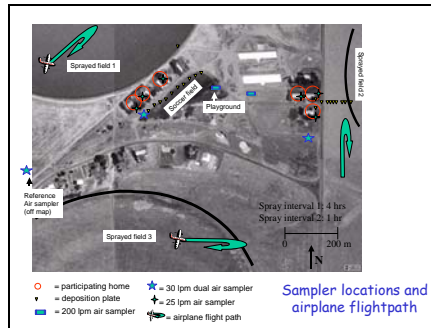 Sprayed field 1
Sprayed field 2
Soccer field
Playground
Reference
Air sampler
(off map)
Spray interval 1: 4 hrs
Spray interval 2: 1 hr
0 200 m
N
Sprayed field 3
= participating home
= deposition plate
= 200 lpm air sampler
= 30 lpm dual air sampler
= 25 lpm air sampler
= airplane flight path
Sampler locations and
airplane flightpath